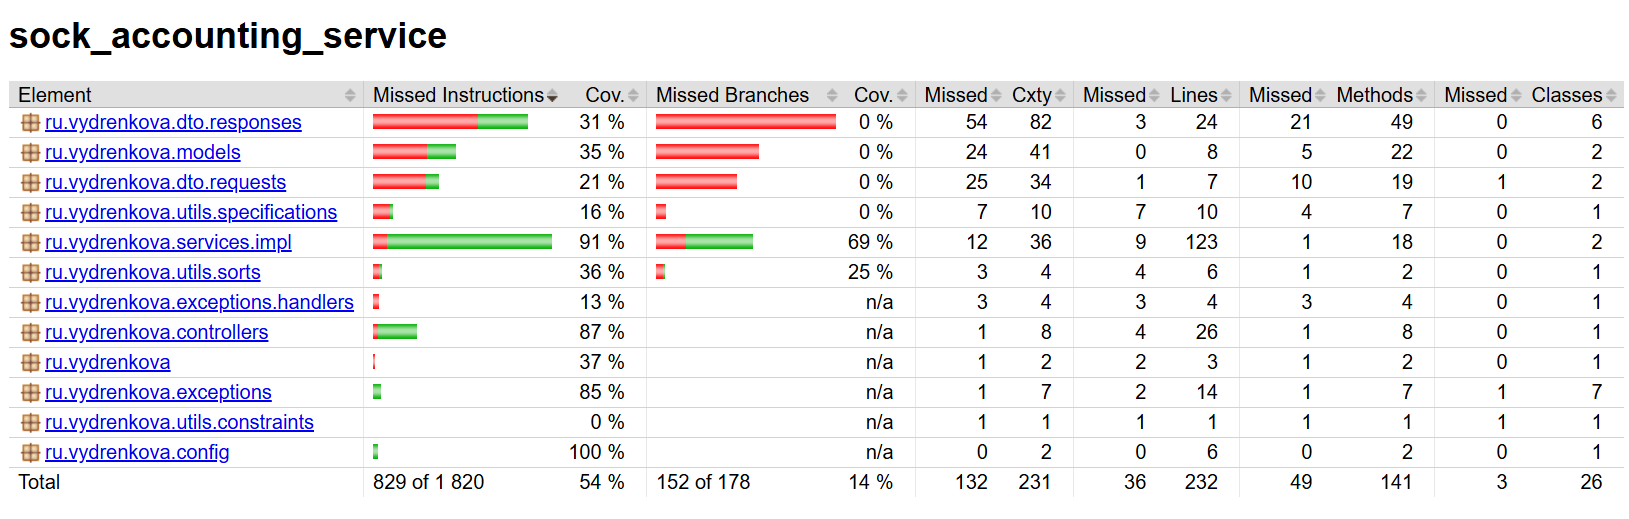 sock_accounting_service
Element Missed Instructions Cov. Missed Branches Cov. Missed Cxty Missed Lines Missed Methods Missed Classes
ru.vydrenkova.dto.responses 31 % 0 % 54 82 3 24 21 49 0 6
ru.vydrenkova.models 35 % 0 % 24 41 0 8 5 22 0 2
ru.vydrenkova.dto.requests 21 % 0 % 25 34 1 7 10 19 1 2
ru.vydrenkova.utils.specifications 16 % 0 % 7 10 7 10 4 7 0 1
ru.vydrenkova.services.impl 91 % 69 % 12 36 9 123 1 18 0 2
ru.vydrenkova.utils.sorts 36 % 25 % 3 4 4 6 1 2 0 1
ru.vydrenkova.exceptions.handlers 13 % n/a 3 4 3 4 3 4 0 1
ru.vydrenkova.controllers 87 % n/a 1 8 4 26 1 8 0 1
ru.vydrenkova 37 % n/a 1 2 2 3 1 2 0 1
ru.vydrenkova.exceptions 85 % n/a 1 7 2 14 1 7 1 7
ru.vydrenkova.utils.constraints 0 % n/a 1 1 1 1 1 1 1 1
ru.vydrenkova.config 100 % n/a 0 2 0 6 0 2 0 1
Total 829 of 1 820 54 % 152 of 178 14 % 132 231 36 232 49 141 3 26